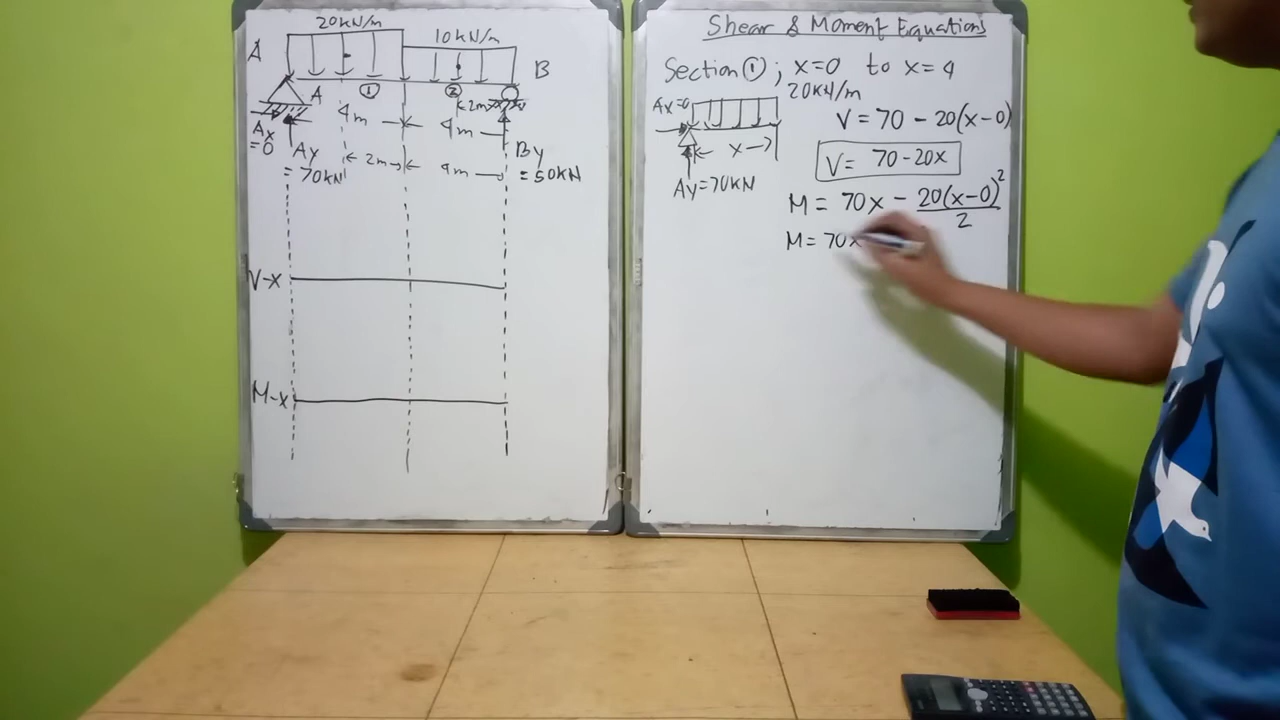 20kN/m
10kN/m
A
B
A
①
②
2m
4m
4m
Ax
=0
Ay
=70kN
2m
4m
By
=50KN
V-x
M-x
Shear & Moment Equations
Section ①; x=0 to x=4
20KN/m
Ax=0
x
Ay=70KN
V=70-20(x-0)
V= 70-20x
M = 70x - 20(x-0)²/2
M=70x